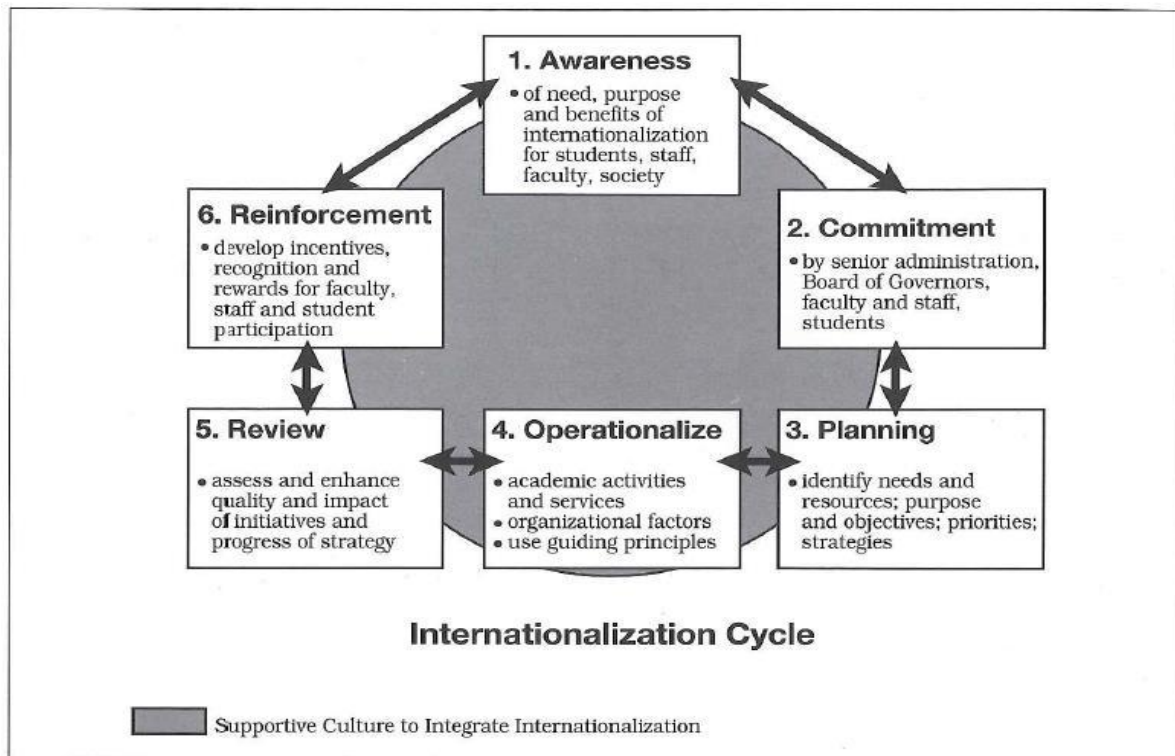 1. Awareness
• of need, purpose
and benefits of
internationalization
for students, staff,
faculty, society
2. Commitment
• by senior administration,
Board of Governors,
faculty and staff,
students
3. Planning
• identify needs and
resources; purpose
and objectives; priorities;
strategies
4. Operationalize
• academic activities
and services
• organizational factors
• use guiding principles
5. Review
• assess and enhance
quality and impact
of initiatives and
progress of strategy
6. Reinforcement
• develop incentives,
recognition and
rewards for faculty,
staff and student
participation
Internationalization Cycle
Supportive Culture to Integrate Internationalization